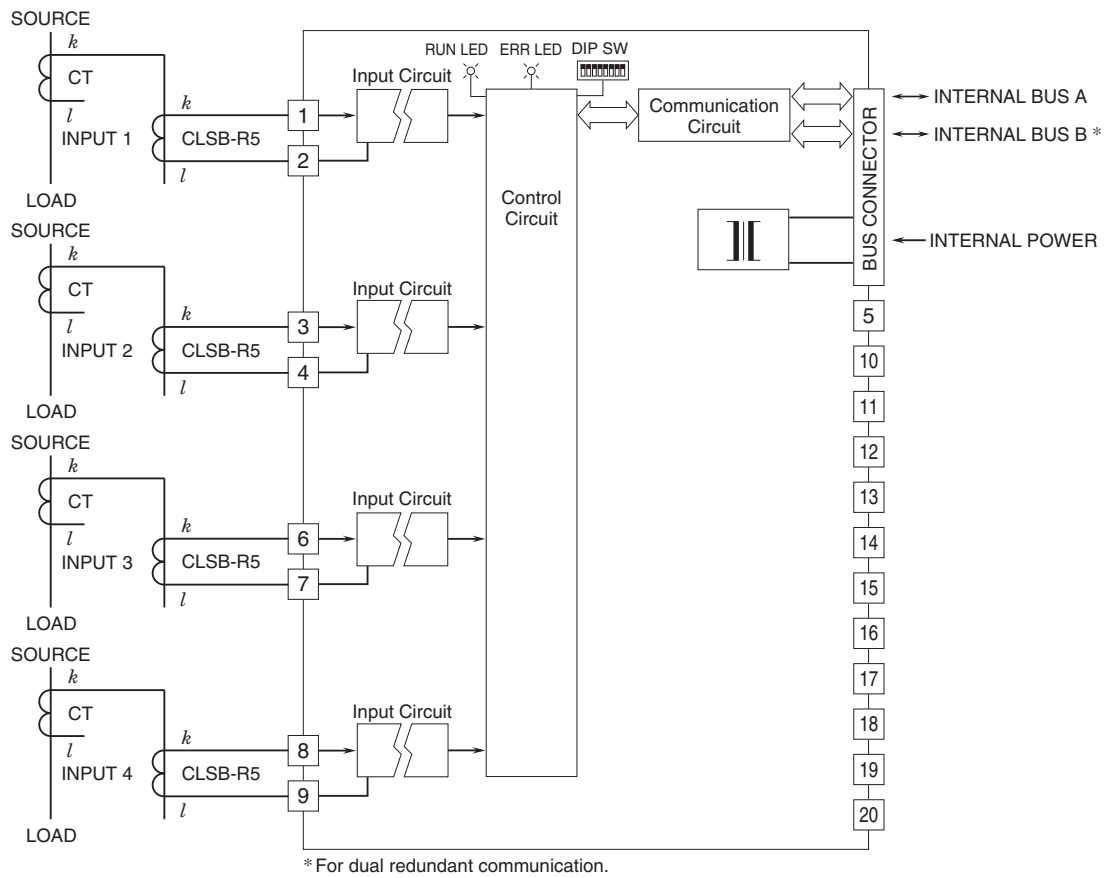 SOURCE
k
CT
l
INPUT 1
k
CLSB-R5
l
LOAD
1
2
Input Circuit
RUN LED
ERR LED
DIP SW
Control
Circuit
Communication
Circuit
BUS CONNECTOR
INTERNAL BUS A
INTERNAL BUS B *
INTERNAL POWER
SOURCE
k
CT
l
INPUT 2
k
CLSB-R5
l
LOAD
3
4
Input Circuit
SOURCE
k
CT
l
INPUT 3
k
CLSB-R5
l
LOAD
6
7
Input Circuit
SOURCE
k
CT
l
INPUT 4
k
CLSB-R5
l
LOAD
8
9
Input Circuit
5
10
11
12
13
14
15
16
17
18
19
20
* For dual redundant communication.